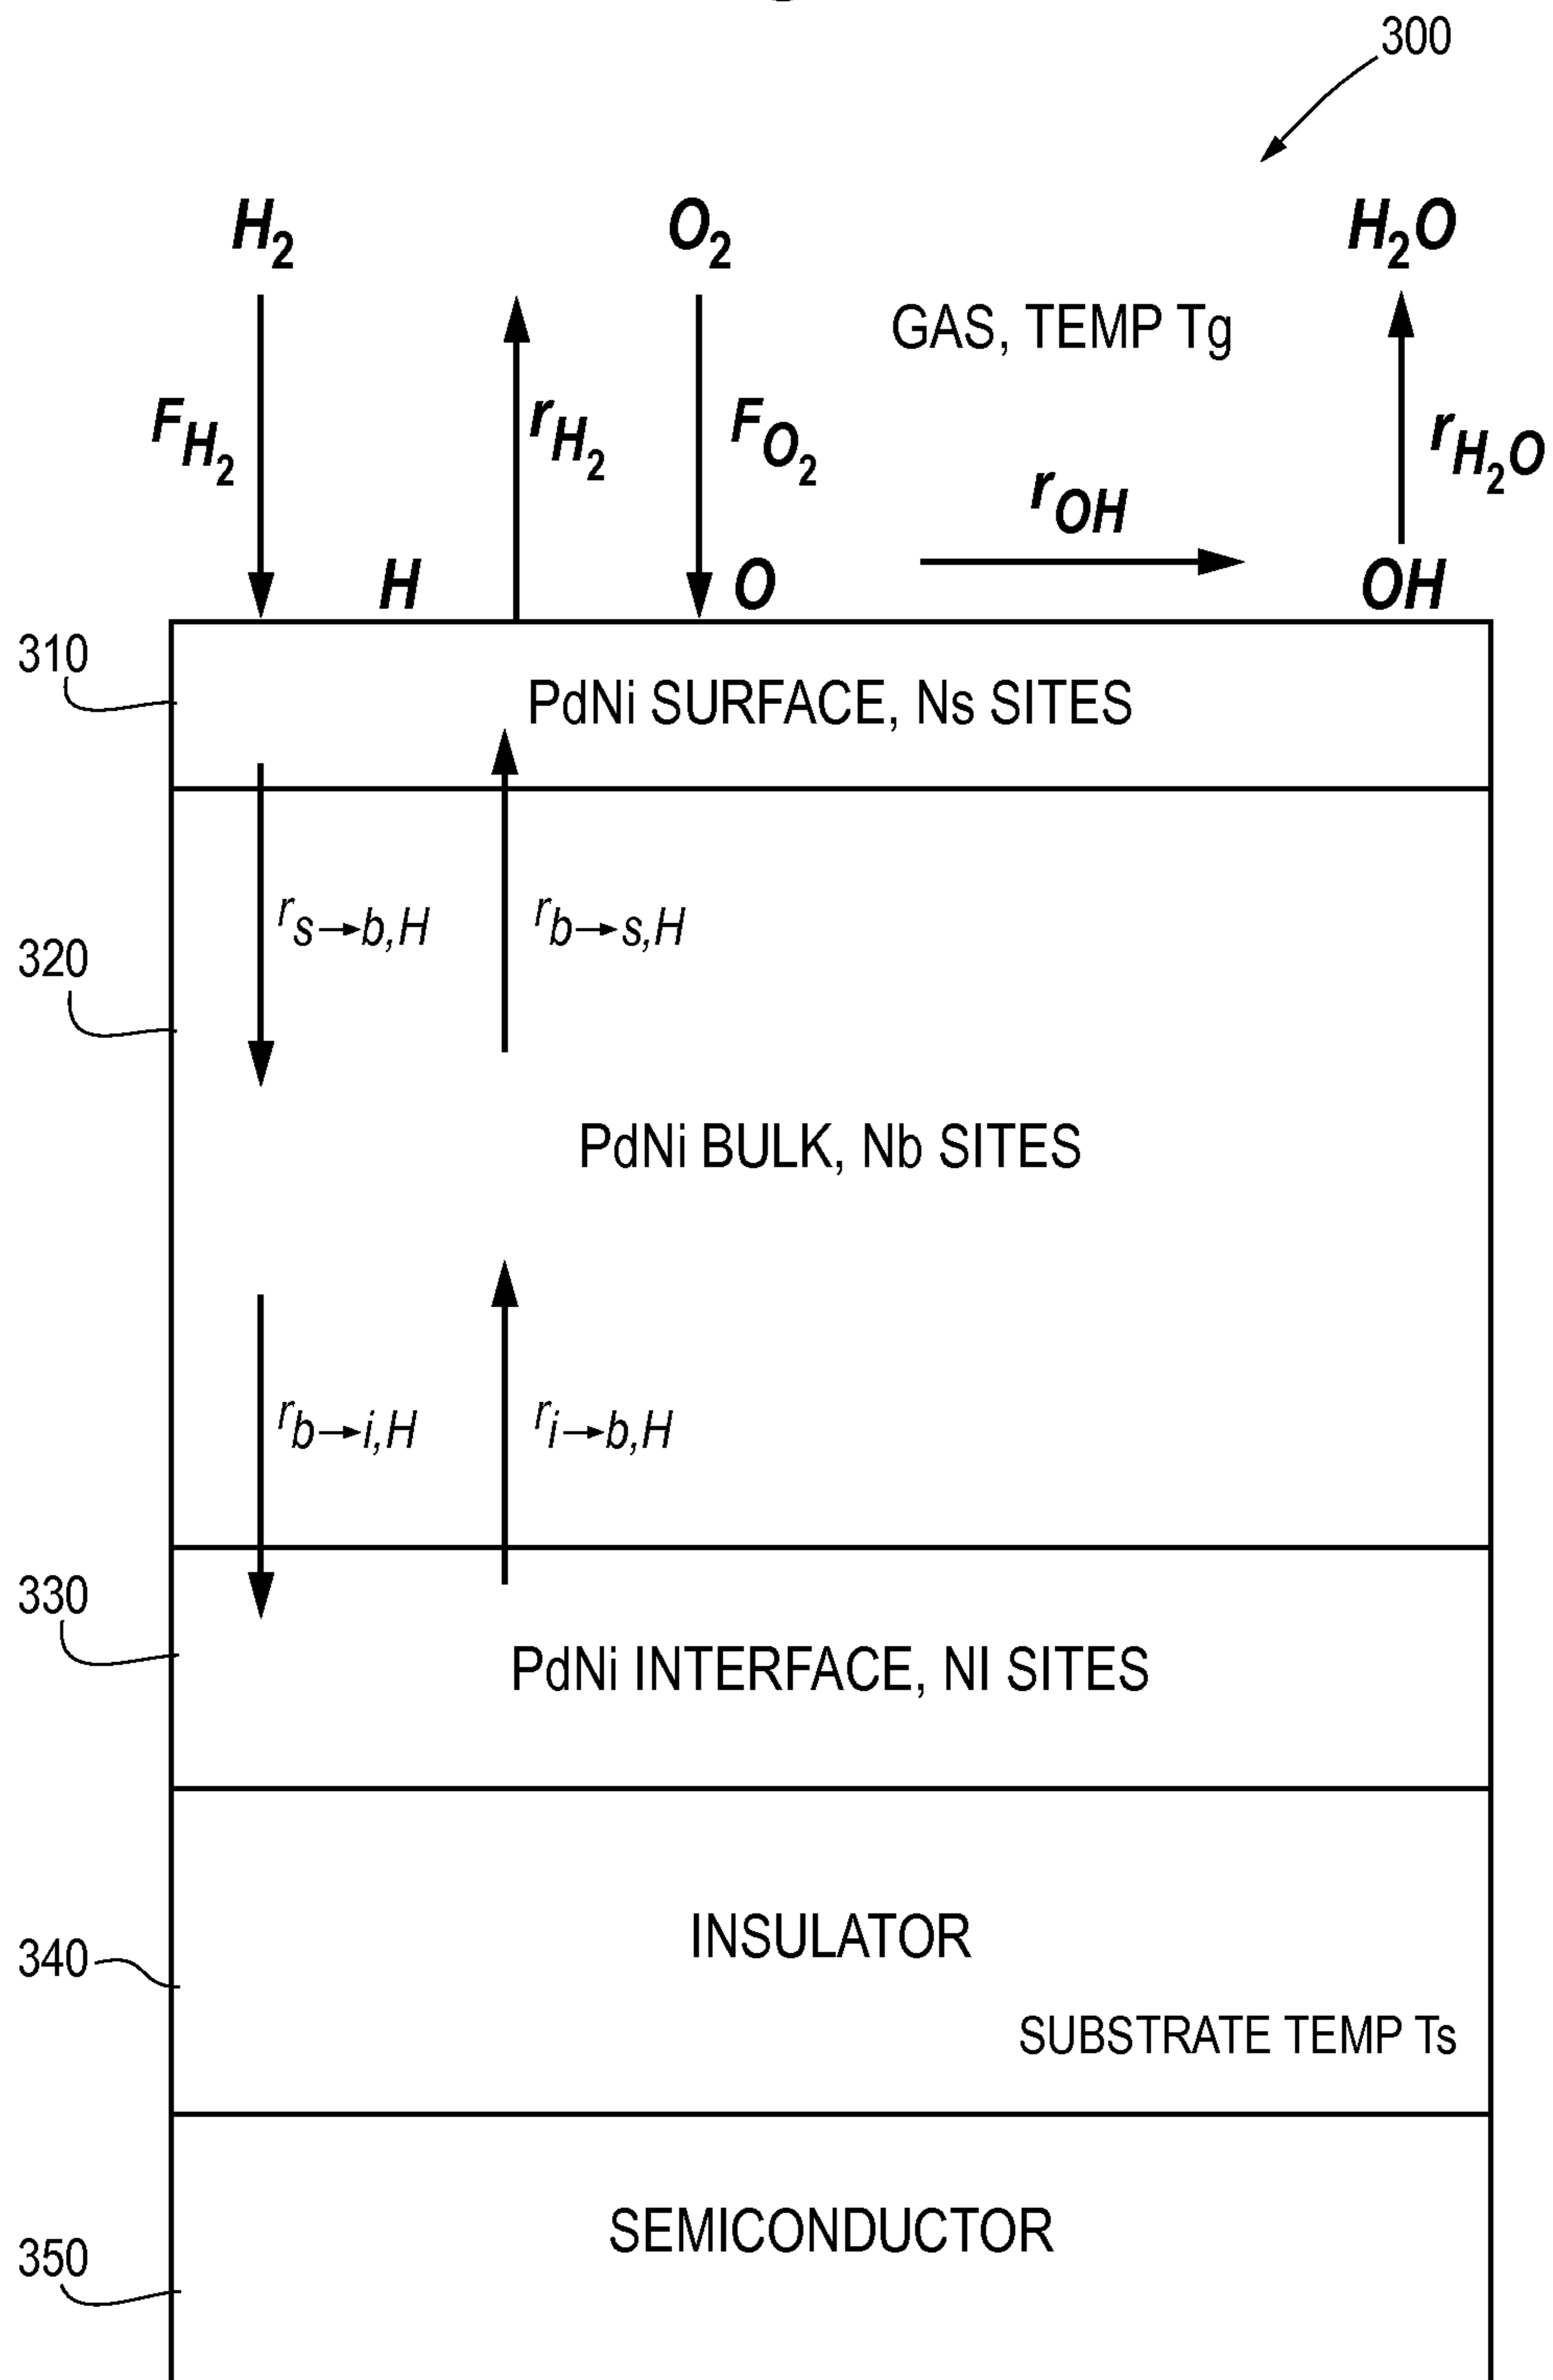 300
H2 O2 H2O
GAS, TEMP Tg
FH2 rH2 FO2 rOH rH2O
H O OH
310
PdNi SURFACE, Ns SITES
rs→b,H rb→s,H
320
PdNi BULK, Nb SITES
rb→i,H ri→b,H
330
PdNi INTERFACE, NI SITES
INSULATOR
340
SUBSTRATE TEMP Ts
SEMICONDUCTOR
350